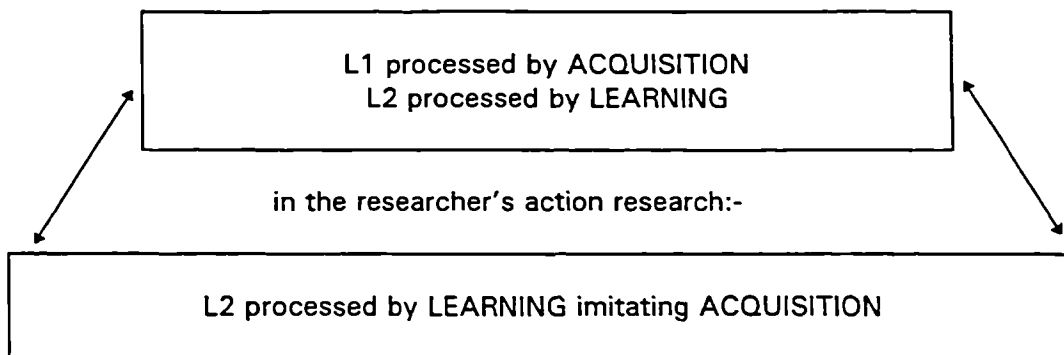 L1 processed by ACQUISITION
L2 processed by LEARNING
in the researcher's action research:-
L2 processed by LEARNING imitating ACQUISITION